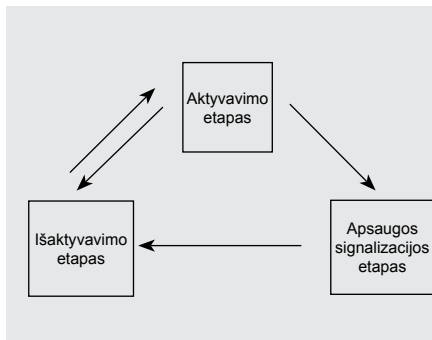 Aktyvavimo
etapas
Išaktyvavimo
etapas
Apsaugos
signalizacijos
etapas